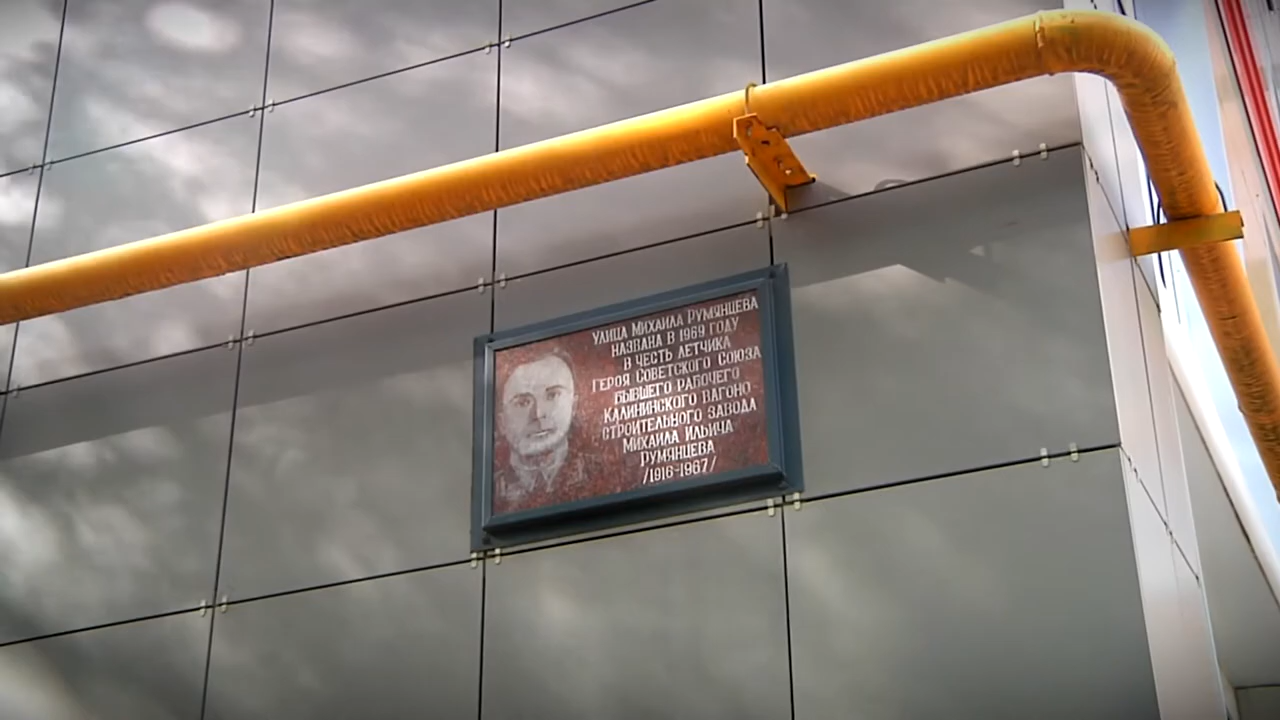 УЛИЦА МИХАИЛА РУМЯНЦЕВА
НАЗВАНА В 1969 ГОДУ
В ЧЕСТЬ ЛЕТЧИКА
ГЕРОЯ СОВЕТСКОГО СОЮЗА
БЫВШЕГО РАБОЧЕГО
КАЛИНИНСКОГО ВАГОНО-
СТРОИТЕЛЬНОГО ЗАВОДА
МИХАИЛА ИЛЬИЧА
РУМЯНЦЕВА
/1916-1967/